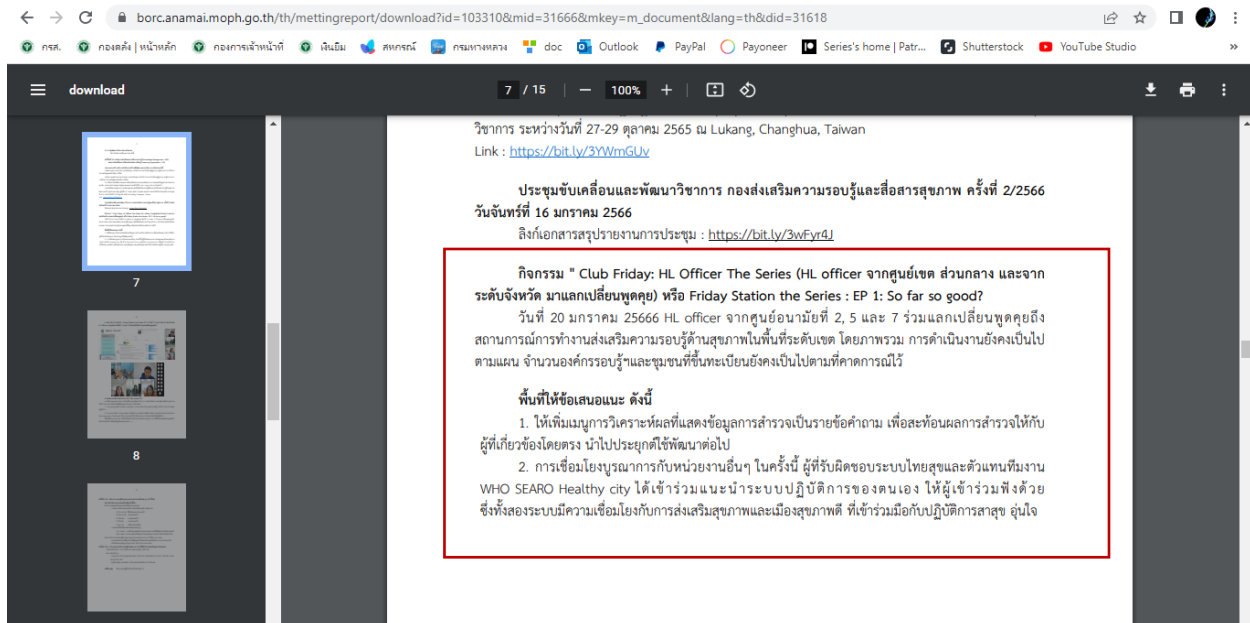 borc.anamai.moph.go.th/th/mettingreport/download?id=103310&mid=31666&mkey=m_document&lang=th&did=31618
กรส. กองคลัง | หน้าหลัก กองการเจ้าหน้าที่ ฟันยิ้ม สหกรณ์ กรมทางหลวง doc Outlook PayPal Payoneer Series's home | Patr... Shutterstock YouTube Studio »
download 7 / 15 100%
วิชาการ ระหว่างวันที่ 27-29 ตุลาคม 2565 ณ Lukang, Changhua, Taiwan
Link : https://bit.ly/3YWmGUv
ประชุมขับเคลื่อนและพัฒนาวิชาการ กองส่งเสริมความรอบรู้และสื่อสารสุขภาพ ครั้งที่ 2/2566
วันจันทร์ที่ 16 มกราคม 2566
ลิงก์เอกสารสรุปรายงานการประชุม : https://bit.ly/3wFyr4J
กิจกรรม " Club Friday: HL Officer The Series (HL officer จากศูนย์เขต ส่วนกลาง และจาก
ระดับจังหวัด มาแลกเปลี่ยนพูดคุย) หรือ Friday Station the Series : EP 1: So far so good?
วันที่ 20 มกราคม 25666 HL officer จากศูนย์อนามัยที่ 2, 5 และ 7 ร่วมแลกเปลี่ยนพูดคุยถึง
สถานการณ์การทำงานส่งเสริมความรอบรู้ด้านสุขภาพในพื้นที่ระดับเขต โดยภาพรวม การดำเนินงานยังคงเป็นไป
ตามแผน จำนวนองค์กรรอบรู้ฯและชุมชนที่ขึ้นทะเบียนยังคงเป็นไปตามที่คาดการณ์ไว้
พื้นที่ให้ข้อเสนอแนะ ดังนี้
1. ให้เพิ่มเมนูการวิเคราะห์ผลที่แสดงข้อมูลการสำรวจเป็นรายข้อคำถาม เพื่อสะท้อนผลการสำรวจให้กับ
ผู้ที่เกี่ยวข้องโดยตรง นำไปประยุกต์ใช้พัฒนาต่อไป
2. การเชื่อมโยงบูรณาการกับหน่วยงานอื่นๆ ในครั้งนี้ ผู้ที่รับผิดชอบระบบไทยสุขและตัวแทนทีมงาน
WHO SEARO Healthy city ได้เข้าร่วมแนะนำระบบปฏิบัติการของตนเอง ให้ผู้เข้าร่วมฟังด้วย
ซึ่งทั้งสองระบบมีความเชื่อมโยงกับการส่งเสริมสุขภาพและเมืองสุขภาพดี ที่เข้าร่วมมือกับปฏิบัติการสาสุข อุ่นใจ
7
8